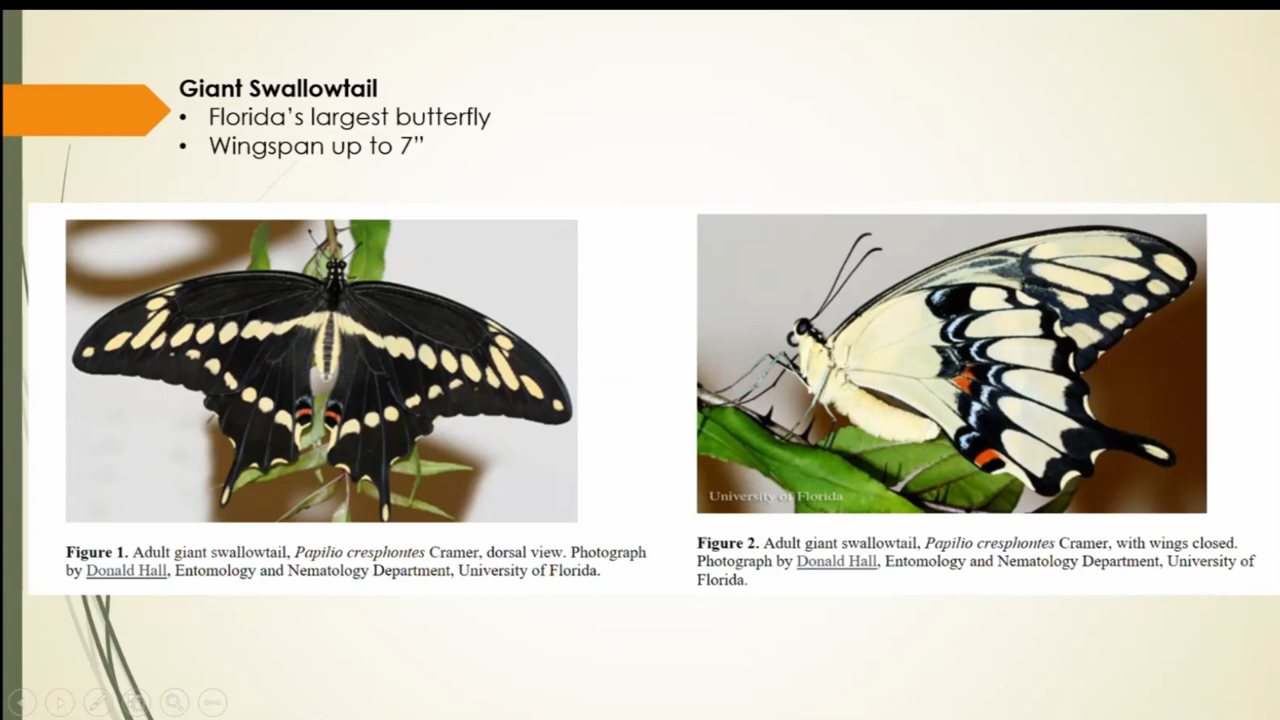 Giant Swallowtail
• Florida’s largest butterfly
• Wingspan up to 7”
Figure 1. Adult giant swallowtail, Papilio cresphontes Cramer, dorsal view. Photograph
by Donald Hall, Entomology and Nematology Department, University of Florida.
University of Florida
Figure 2. Adult giant swallowtail, Papilio cresphontes Cramer, with wings closed.
Photograph by Donald Hall, Entomology and Nematology Department, University of
Florida.